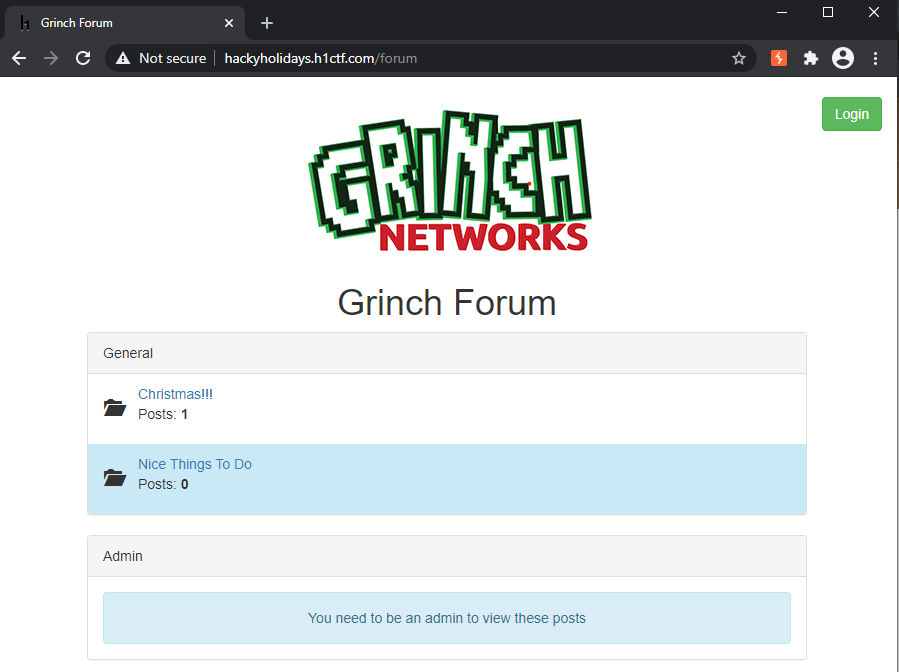 Grinch Forum
Not secure
hackyholidays.h1ctf.com/forum
Login
GRINCH
NETWORKS
Grinch Forum
General
Christmas!!!
Posts: 1
Nice Things To Do
Posts: 0
Admin
You need to be an admin to view these posts